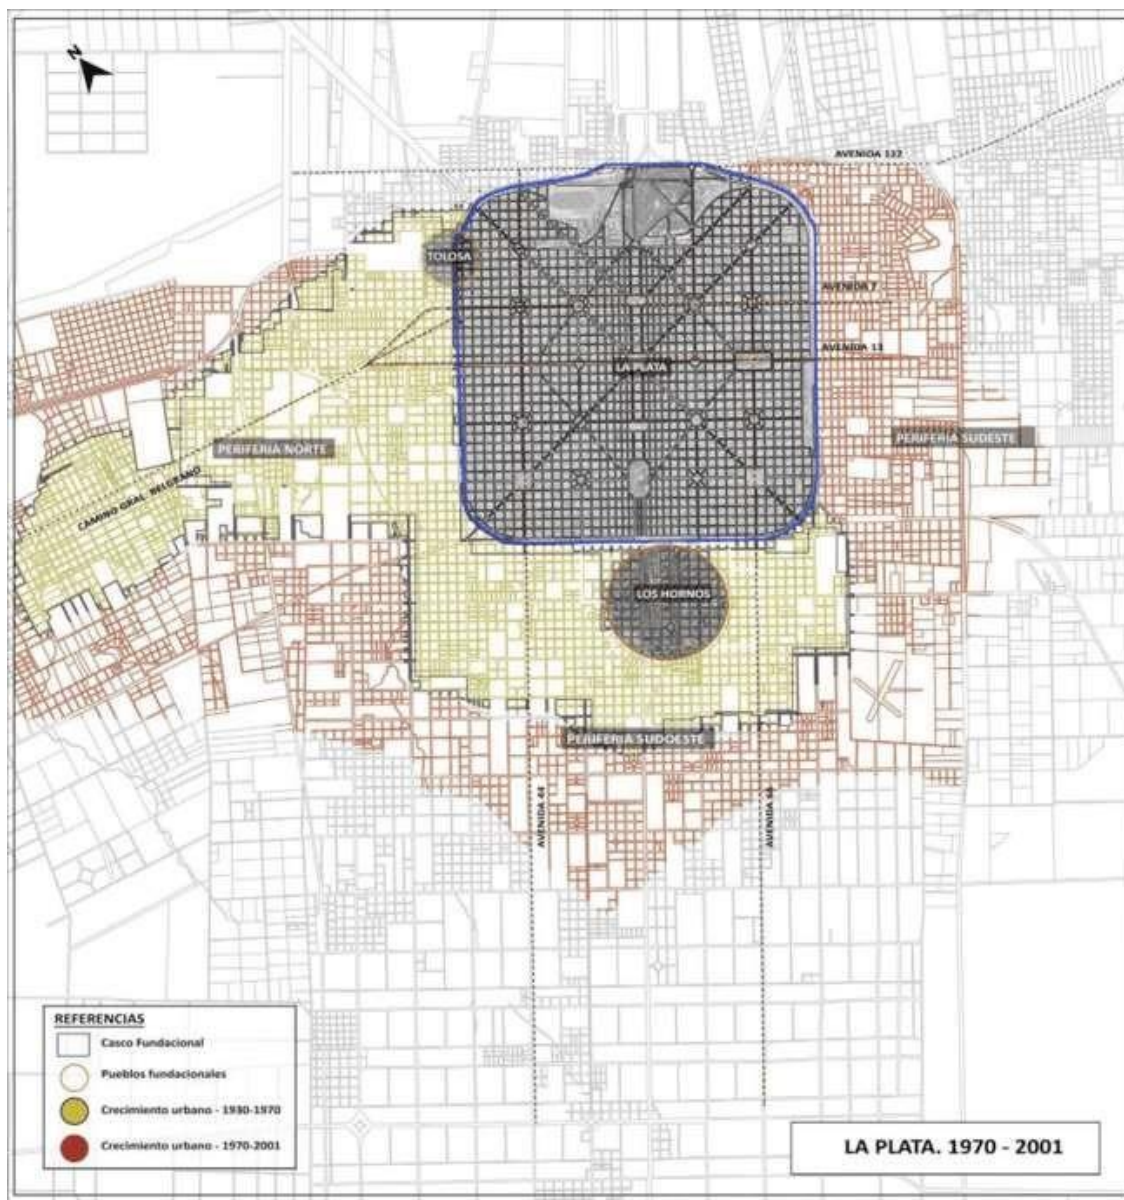 N
AVENIDA 122
TOLOSA
AVENIDA 7
AVENIDA 13
LA PLATA
PERIFERIA NORTE
PERIFERIA SUDESTE
CAMINO GRAL. BELGRANO
LOS HORNOS
PERIFERIA SUDOESTE
AVENIDA 44
AVENIDA 66
REFERENCIAS
Casco Fundacional
Pueblos fundacionales
Crecimiento urbano - 1930-1970
Crecimiento urbano - 1970-2001
LA PLATA. 1970 - 2001